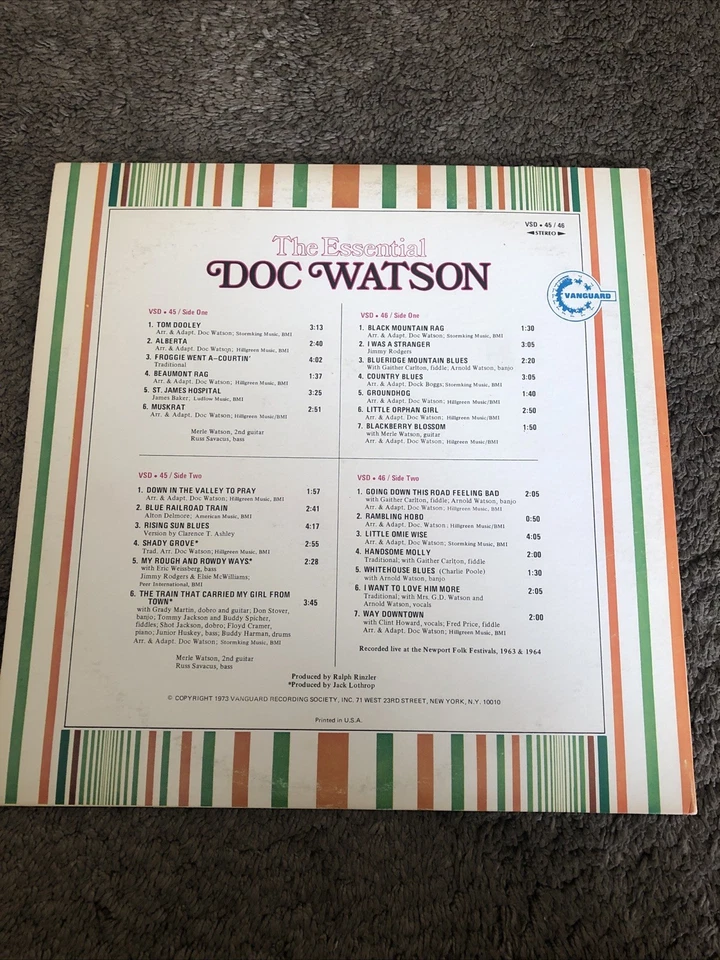 VSD • 45 / 46
◄STEREO►
The Essential
DOC WATSON
VANGUARD
VSD • 45 / Side One
1. TOM DOOLEY 3:13
Arr. & Adapt. Doc Watson; Stormking Music, BMI
2. ALBERTA 2:40
Arr. & Adapt. Doc Watson; Hillgreen Music, BMI
3. FROGGIE WENT A-COURTIN' 4:02
Traditional
4. BEAUMONT RAG 1:37
Arr. & Adapt. Doc Watson; Hillgreen Music, BMI
5. ST. JAMES HOSPITAL 3:25
James Baker; Ludlow Music, BMI
6. MUSKRAT 2:51
Arr. & Adapt. Doc Watson; Hillgreen Music, BMI
Merle Watson, 2nd guitar
Russ Savacus, bass
VSD • 46 / Side One
1. BLACK MOUNTAIN RAG 1:30
Arr. & Adapt. Doc Watson; Stormking Music, BMI
2. I WAS A STRANGER 3:05
Jimmy Rodgers
3. BLUERIDGE MOUNTAIN BLUES 2:20
With Gaither Carlton, fiddle; Arnold Watson, banjo
4. COUNTRY BLUES 3:05
Arr. & Adapt. Dock Boggs; Stormking Music, BMI
5. GROUNDHOG 1:40
Arr. & Adapt. Doc Watson; Hillgreen Music/BMI
6. LITTLE ORPHAN GIRL 2:50
Arr. & Adapt. Doc Watson; Hillgreen Music/BMI
7. BLACKBERRY BLOSSOM 1:50
with Merle Watson, guitar
Arr. & Adapt. Doc Watson; Hilgreen Music/BMI
VSD • 45 / Side Two
1. DOWN IN THE VALLEY TO PRAY 1:57
Arr. & Adapt. Doc Watson; Hillgreen Music, BMI
2. BLUE RAILROAD TRAIN 2:41
Alton Delmore; American Music, BMI
3. RISING SUN BLUES 4:17
Version by Clarence T. Ashley
4. SHADY GROVE* 2:55
Trad. Arr. Doc Watson; Hillgreen Music, BMI
5. MY ROUGH AND ROWDY WAYS* 2:28
with Eric Weissberg, bass
Jimmy Rodgers & Elsie McWilliams;
Peer International, BMI
6. THE TRAIN THAT CARRIED MY GIRL FROM
TOWN* 3:45
with Grady Martin, dobro and guitar; Don Stover,
banjo; Tommy Jackson and Buddy Spicher,
fiddles; Shot Jackson, dobro; Floyd Cramer,
piano; Junior Huskey, bass; Buddy Harman, drums
Arr. & Adapt. Doc Watson; Stormking Music, BMI
Merle Watson, 2nd guitar
Russ Savacus, bass
VSD • 46 / Side Two
1. GOING DOWN THIS ROAD FEELING BAD 2:05
with Gaither Carlton, fiddle; Arnold Watson, banjo
Arr. & Adapt. Doc Watson; Hillgreen Music, BMI
2. RAMBLING HOBO 0:50
Arr. & Adapt. Doc Watson; Hillgreen Music/BMI
3. LITTLE OMIE WISE 4:05
Arr. & Adapt. Doc Watson; Stormking Music, BMI
4. HANDSOME MOLLY 2:00
Traditional; with Gaither Carlton, fiddle
5. WHITEHOUSE BLUES (Charlie Poole) 1:30
with Arnold Watson, banjo
6. I WANT TO LOVE HIM MORE 2:05
Traditional; with Mrs. G.D. Watson and
Arnold Watson, vocals
7. WAY DOWNTOWN 2:00
with Clint Howard, vocals; Fred Price, fiddle
Arr. & Adapt. Doc Watson; Hillgreen Music, BMI
Recorded live at the Newport Folk Festivals, 1963 & 1964
Produced by Ralph Rinzler
*Produced by Jack Lothrop
© COPYRIGHT 1973 VANGUARD RECORDING SOCIETY, INC. 71 WEST 23RD STREET, NEW YORK, N.Y. 10010
Printed in U.S.A.